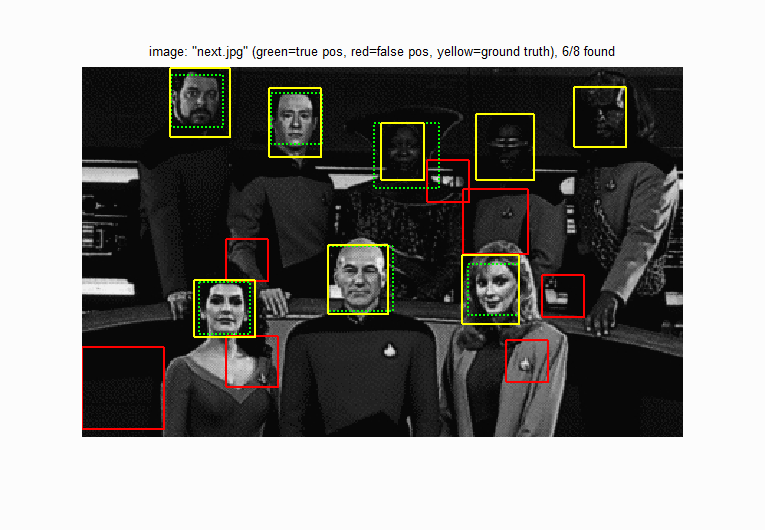 image: "next.jpg" (green=true pos, red=false pos, yellow=ground truth), 6/8 found